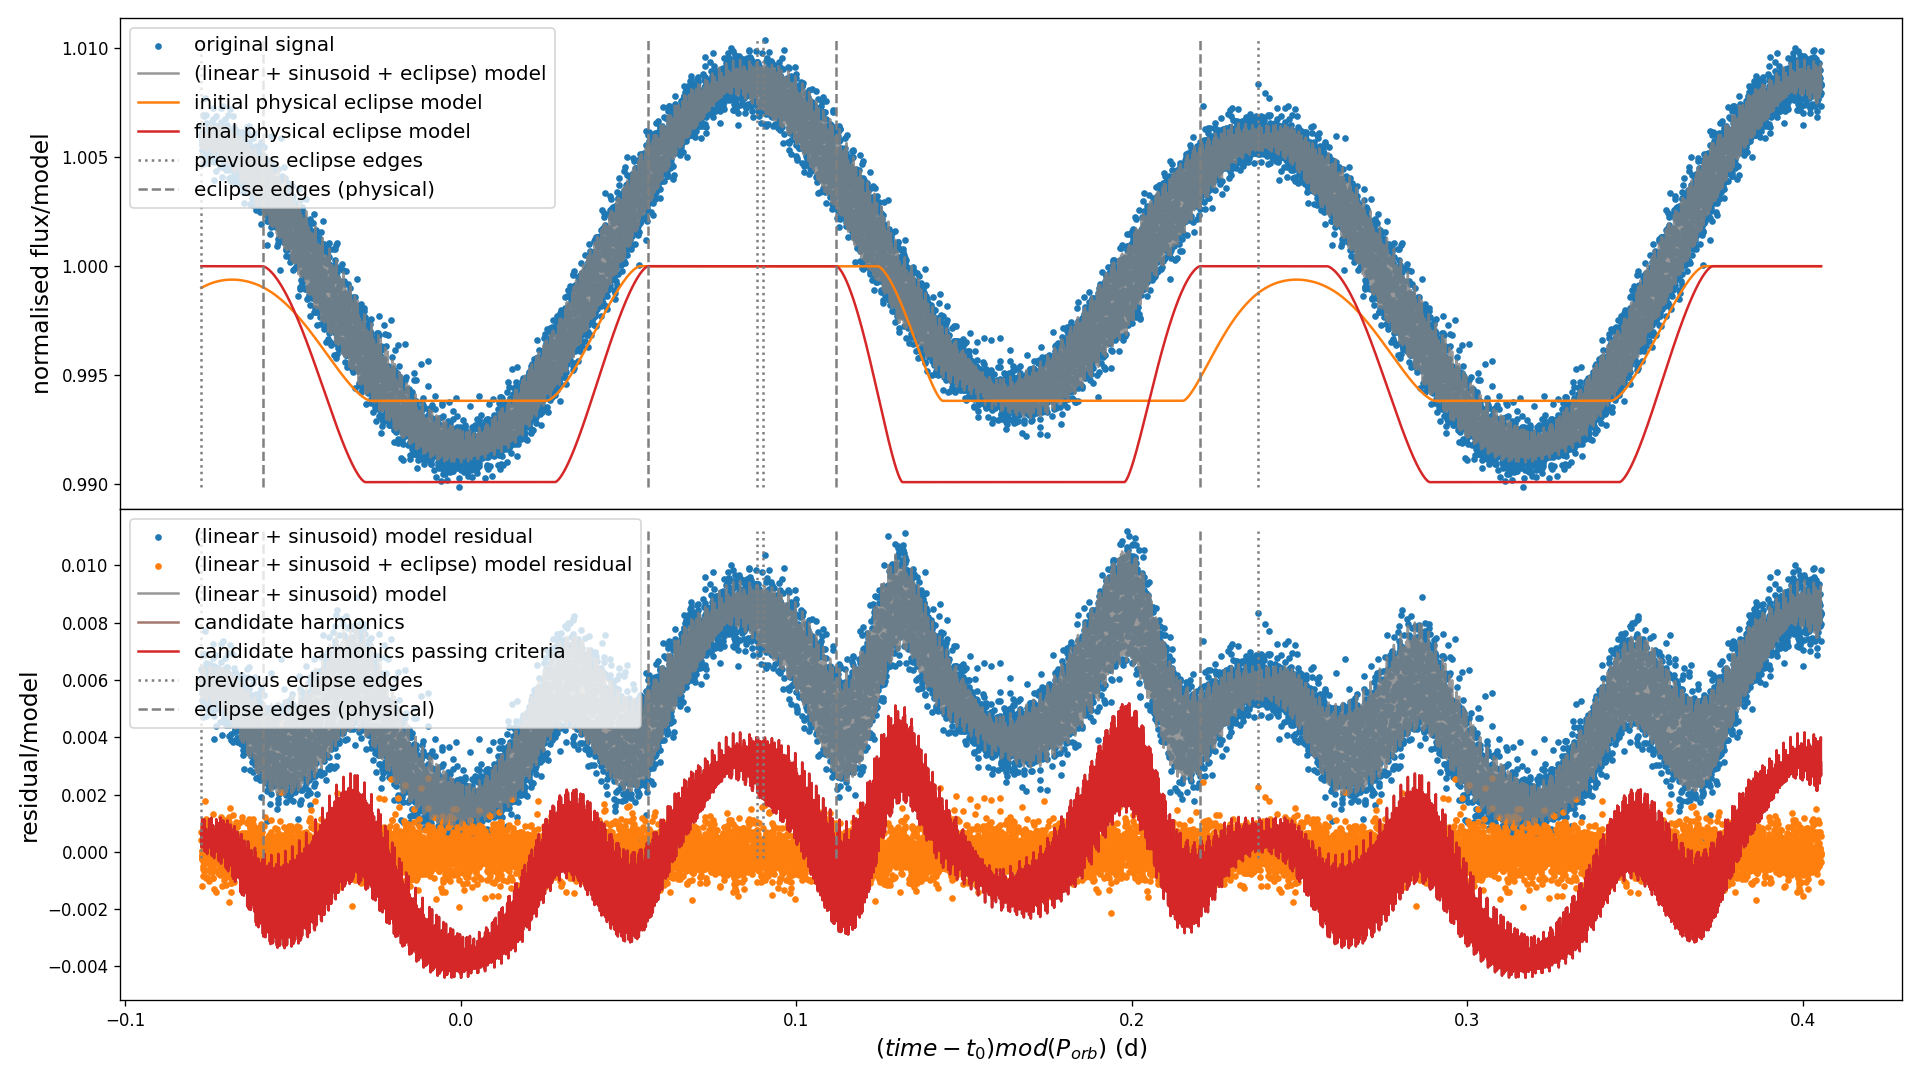 normalised flux/model
1.010
1.005
1.000
0.995
0.990
original signal
(linear + sinusoid + eclipse) model
initial physical eclipse model
final physical eclipse model
previous eclipse edges
eclipse edges (physical)
residual/model
0.010
0.008
0.006
0.004
0.002
0.000
−0.002
−0.004
(linear + sinusoid) model residual
(linear + sinusoid + eclipse) model residual
(linear + sinusoid) model
candidate harmonics
candidate harmonics passing criteria
previous eclipse edges
eclipse edges (physical)
−0.1 0.0 0.1 0.2 0.3 0.4
(time − t₀)mod(P_orb) (d)